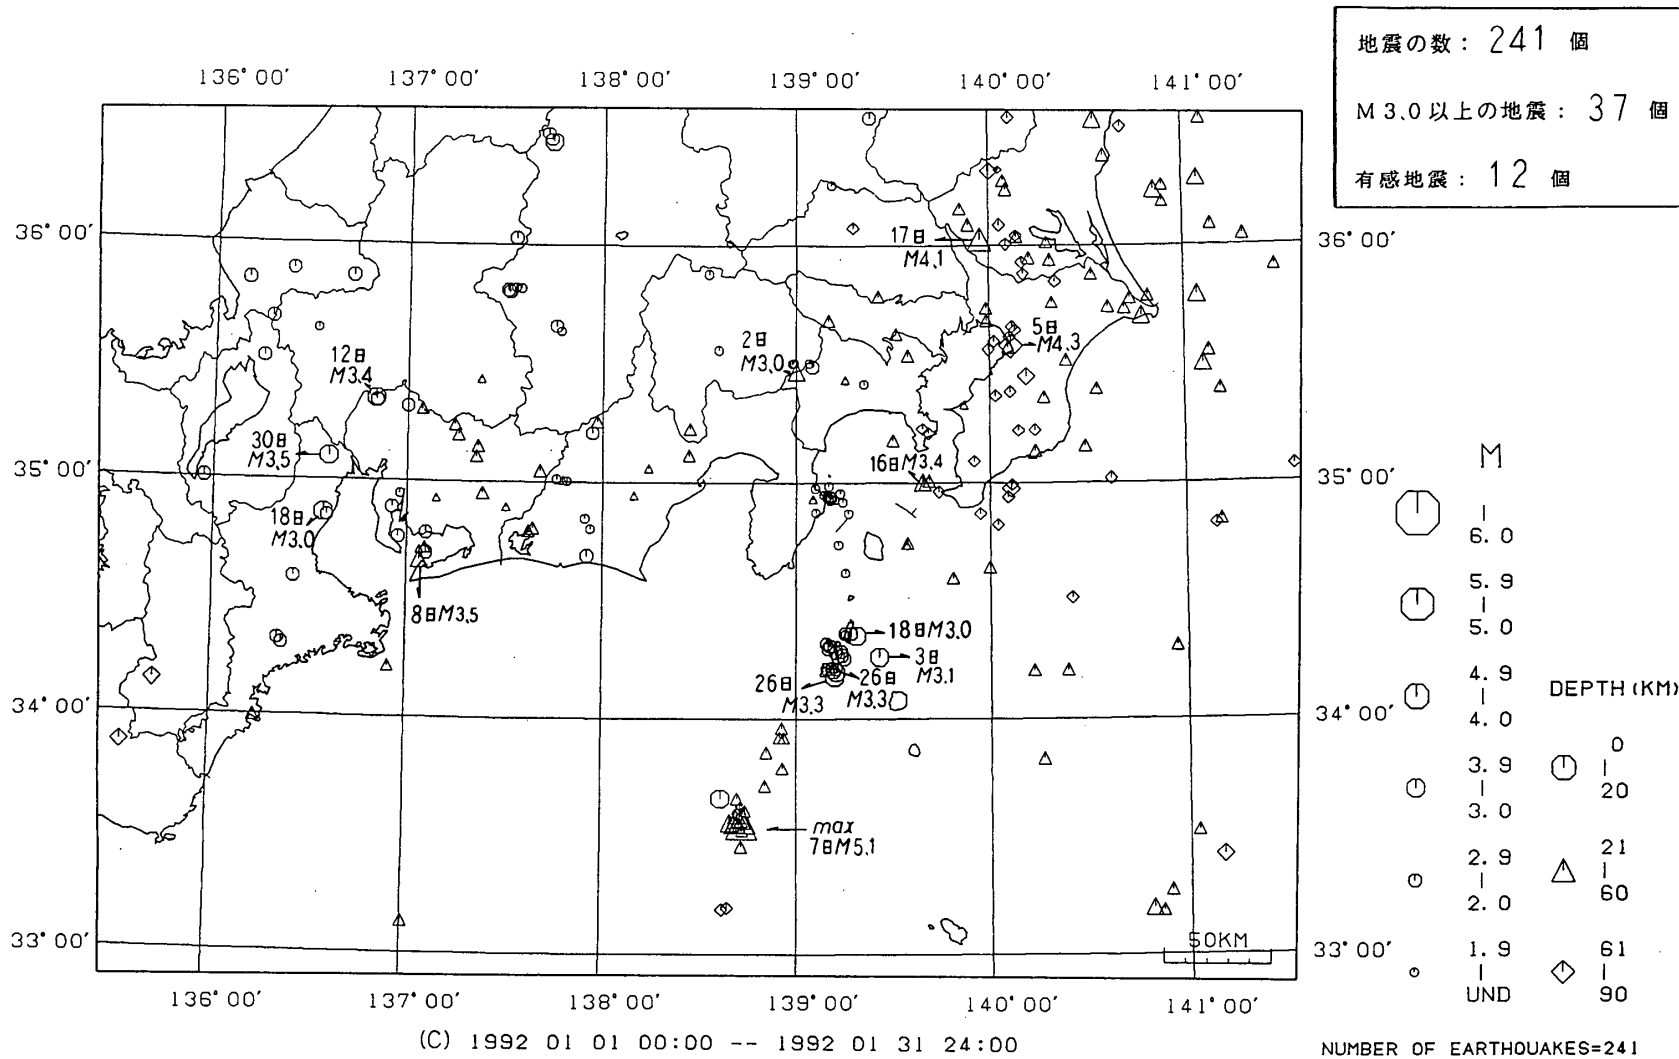 地震の数: 241 個
M 3.0 以上の地震: 37 個
有感地震: 12 個
136°00' 137°00' 138°00' 139°00' 140°00' 141°00'
36°00' 36°00'
17日
M4.1
5日
M4.3
2日
M3.0
12日
M3.4
30日
M3.5
35°00' 35°00'
16日M3.4
18日
M3.0
8日M3.5
18日M3.0
3日
M3.1
26日
M3.3
26日
M3.3
34°00' 34°00'
max
7日M5.1
33°00' 33°00'
50KM
136°00' 137°00' 138°00' 139°00' 140°00' 141°00'
(C) 1992 01 01 00:00 -- 1992 01 31 24:00
M
6.0
5.9
5.0
4.9
4.0
3.9
3.0
2.9
2.0
1.9
UND
DEPTH (KM)
0
20
21
60
61
90
NUMBER OF EARTHQUAKES=241